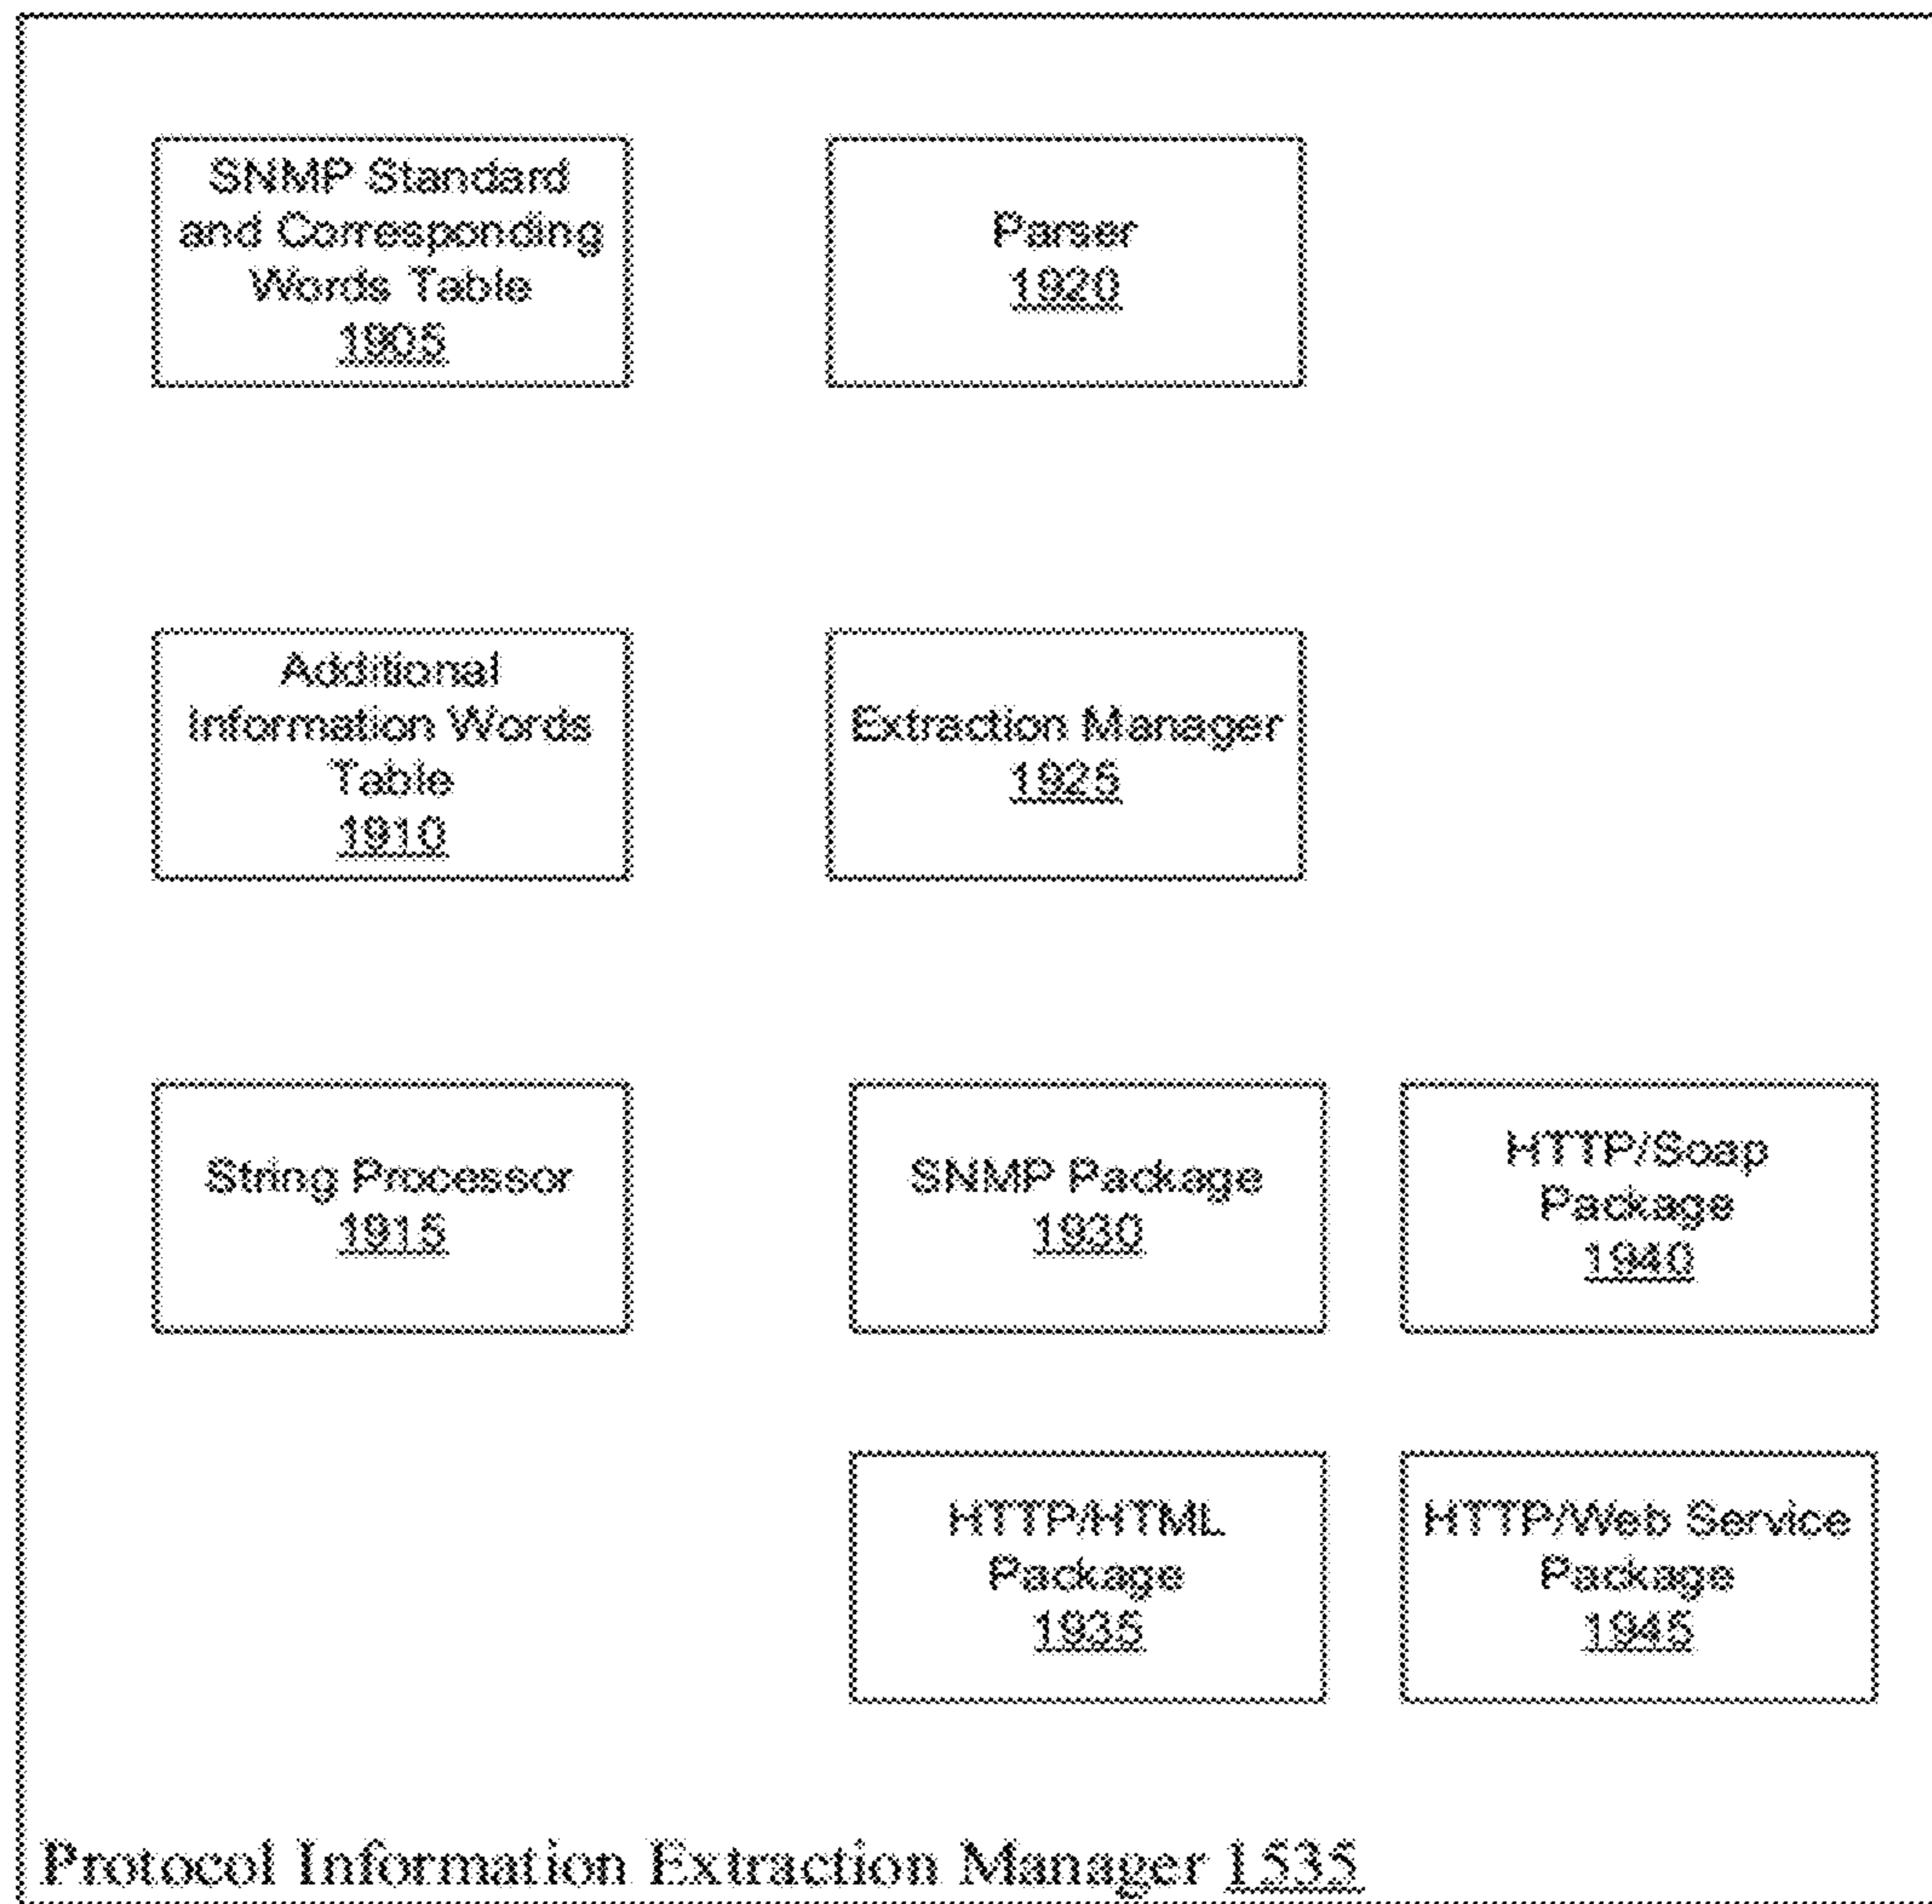 SNMP Standard
and Corresponding
Words Table
1905
Parser
1920
Additional
Information Words
Table
1910
Extraction Manager
1925
String Processor
1915
SNMP Package
1930
HTTP/Soap
Package
1940
HTTP/HTML
Package
1935
HTTP/Web Service
Package
1945
Protocol Information Extraction Manager 1535